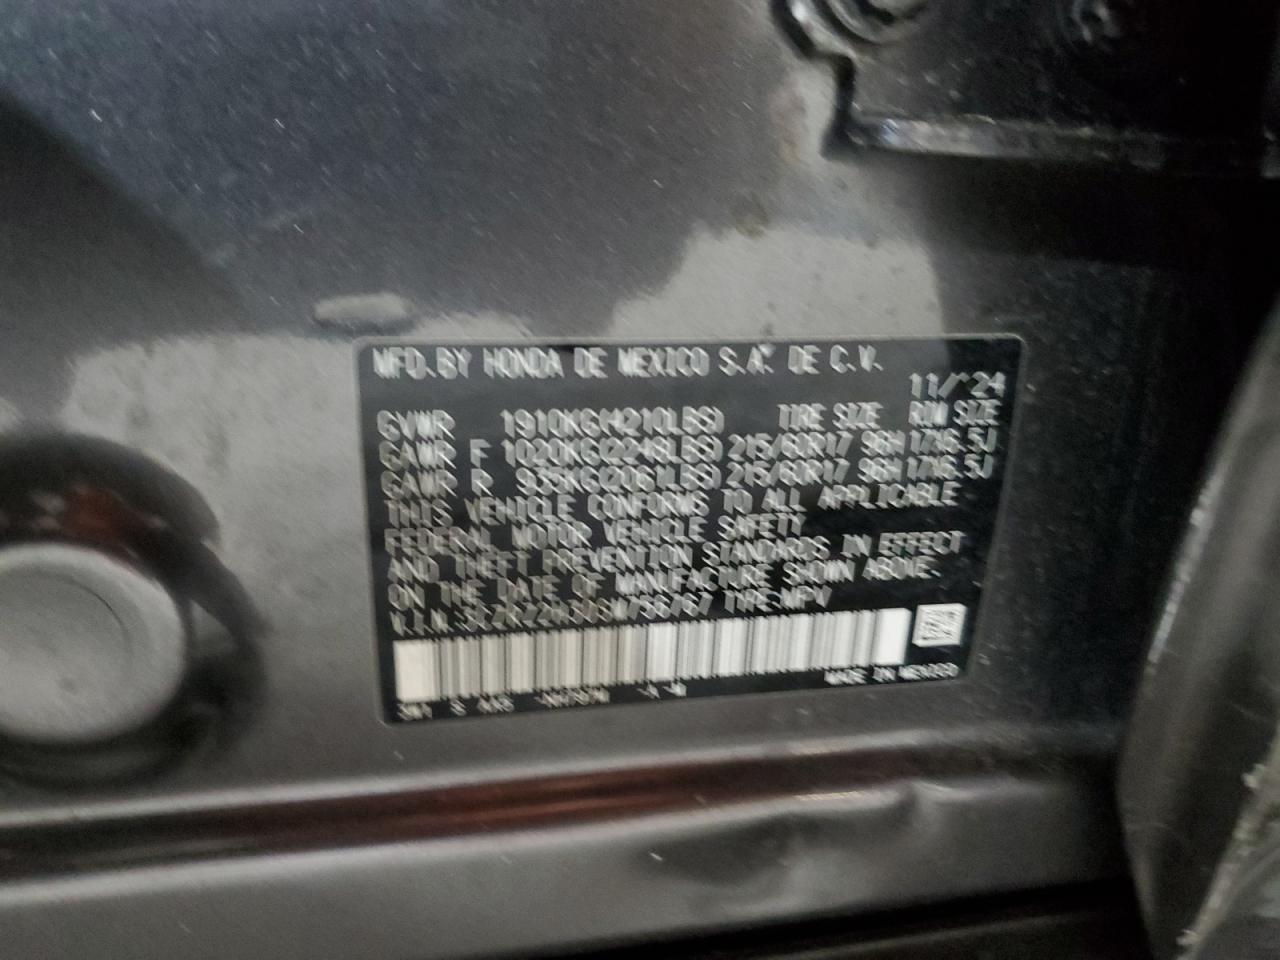 MFD. BY HONDA DE MEXICO S.A. DE C.V.
11/'24
GVWR 1910KG(4210LBS) TIRE SIZE RIM SIZE
GAWR F 1020KG(2249LBS) 215/60R17 96H 17X6.5J
GAWR R 935KG(2061LBS) 215/60R17 96H 17X6.5J
THIS VEHICLE CONFORMS TO ALL APPLICABLE
FEDERAL MOTOR VEHICLE SAFETY
AND THEFT PREVENTION STANDARDS IN EFFECT
ON THE DATE OF MANUFACTURE SHOWN ABOVE.
V.I.N. TYPE:MPV
MADE IN MEXICO